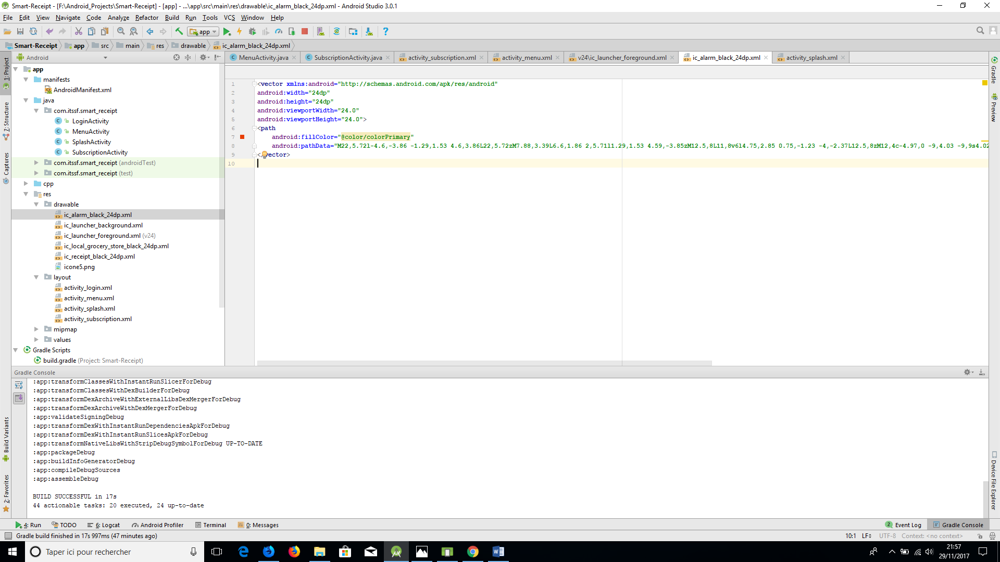 Smart-Receipt - [F:\Android_Projects\Smart-Receipt] - [app] - ...\app\src\main\res\drawable\ic_alarm_black_24dp.xml - Android Studio 3.0.1
File Edit View Navigate Code Analyze Refactor Build Run Tools VCS Window Help
app
Smart-Receipt app src main res drawable ic_alarm_black_24dp.xml
Android
MenuActivity.java SubscriptionActivity.java activity_subscription.xml activity_menu.xml v24\ic_launcher_foreground.xml ic_alarm_black_24dp.xml activity_splash.xml
1: Project
7: Structure
Captures
Build Variants
2: Favorites
app
manifests
AndroidManifest.xml
java
com.itssf.smart_receipt
LoginActivity
MenuActivity
SplashActivity
SubscriptionActivity
com.itssf.smart_receipt (androidTest)
com.itssf.smart_receipt (test)
cpp
res
drawable
ic_alarm_black_24dp.xml
ic_launcher_background.xml
ic_launcher_foreground.xml (v24)
ic_local_grocery_store_black_24dp.xml
ic_receipt_black_24dp.xml
icone5.png
layout
activity_login.xml
activity_menu.xml
activity_splash.xml
activity_subscription.xml
mipmap
values
Gradle Scripts
build.gradle (Project: Smart-Receipt)
1 <vector xmlns:android="http://schemas.android.com/apk/res/android"
2 android:width="24dp"
3 android:height="24dp"
4 android:viewportWidth="24.0"
5 android:viewportHeight="24.0">
6 <path
7 android:fillColor="@color/colorPrimary"
8 android:pathData="M22,5.72l-4.6,-3.86 -1.29,1.53 4.6,3.86L22,5.72zM7.88,3.39L6.6,1.86 2,5.71l1.29,1.53 4.59,-3.85zM12.5,8L11,8v6l4.75,2.85 0.75,-1.23 -4,-2.37L12.5,8zM12,4c-4.97,0 -9,4.03 -9,9s4.02
9 </vector>
10
Gradle
Preview
Device File Explorer
Gradle Console
:app:transformClassesWithInstantRunSlicerForDebug
:app:transformClassesWithDexBuilderForDebug
:app:transformDexArchiveWithExternalLibsDexMergerForDebug
:app:transformDexArchiveWithDexMergerForDebug
:app:validateSigningDebug
:app:transformDexWithInstantRunDependenciesApkForDebug
:app:transformDexWithInstantRunSlicesApkForDebug
:app:transformNativeLibsWithStripDebugSymbolForDebug UP-TO-DATE
:app:packageDebug
:app:buildInfoGeneratorDebug
:app:compileDebugSources
:app:assembleDebug
BUILD SUCCESSFUL in 17s
44 actionable tasks: 20 executed, 24 up-to-date
4: Run TODO 6: Logcat Android Profiler Terminal 0: Messages 2 Event Log Gradle Console
Gradle build finished in 17s 997ms (47 minutes ago) 10:1 LF UTF-8 Context: <no context>
Taper ici pour rechercher
21:57
29/11/2017